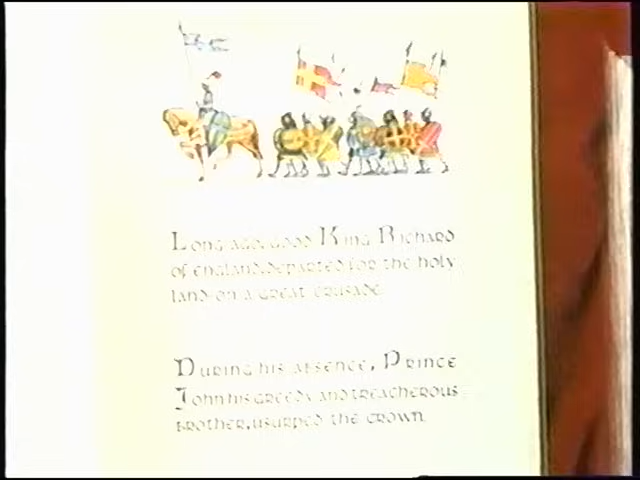 Long ago, good King Richard
of england, departed for the holy
land on a great crusade.
During his absence, Prince
John his greedy and treacherous
brother, usurped the crown.